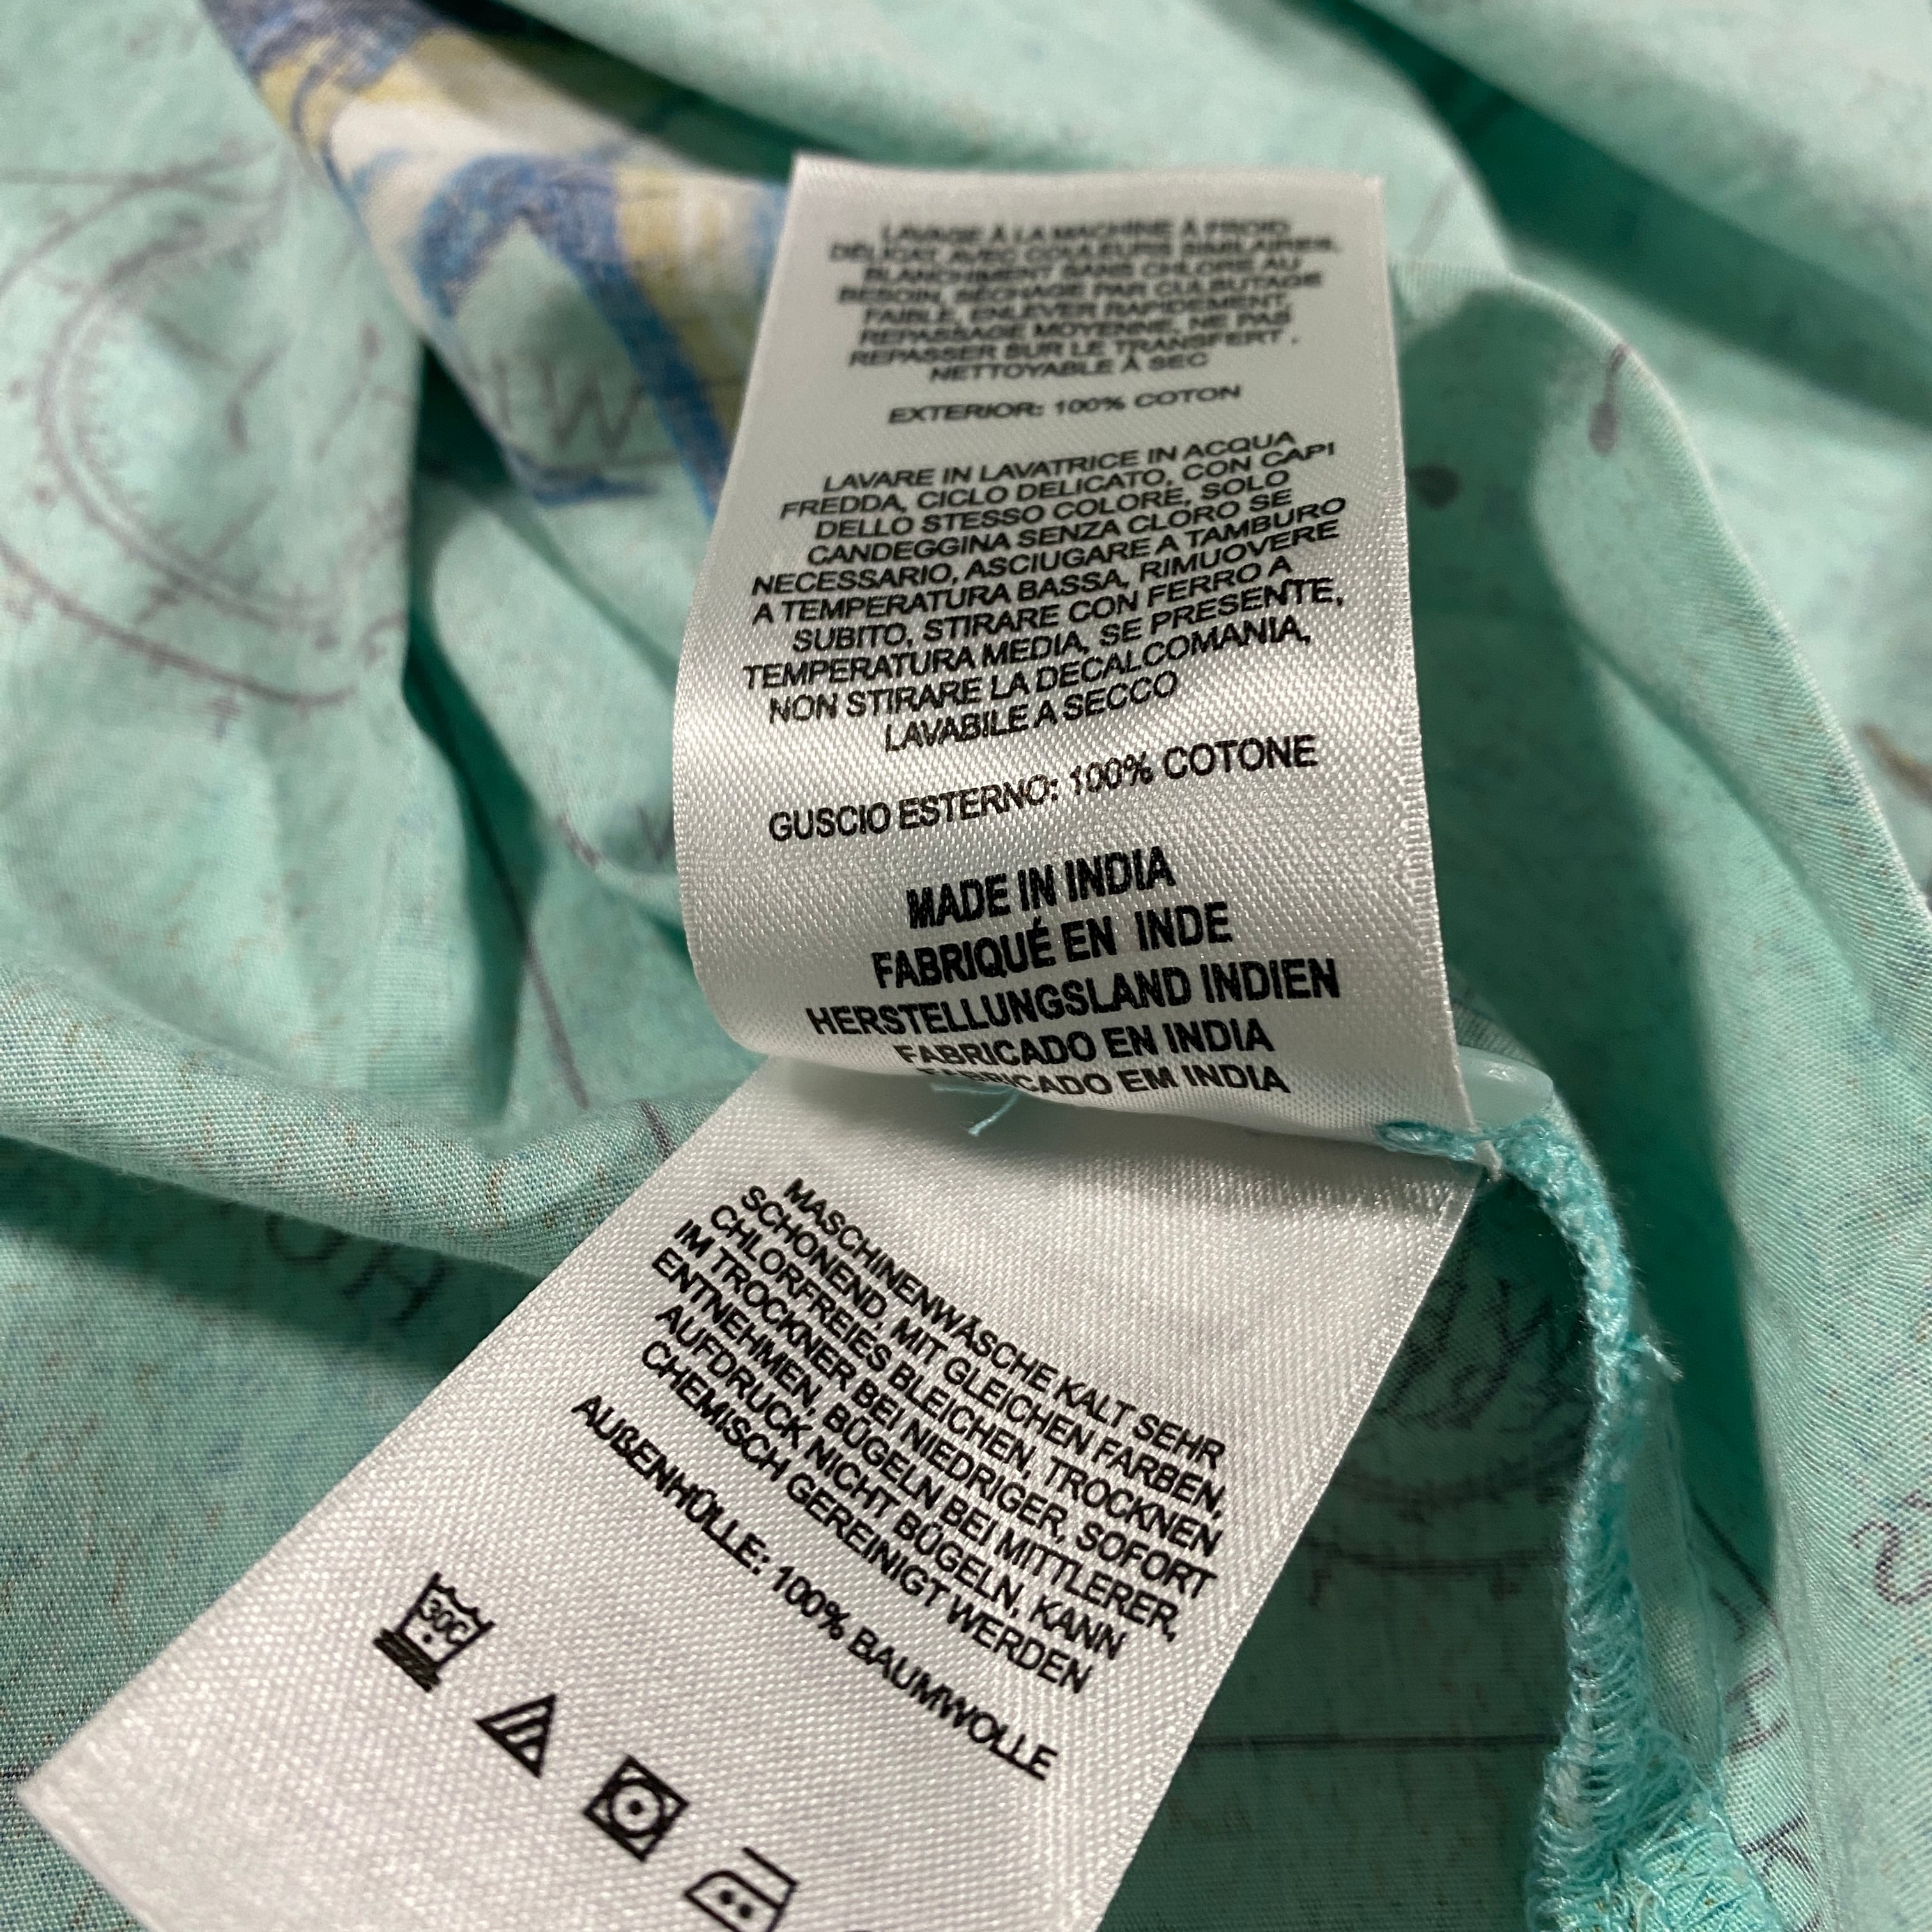 LAVAGE À LA MACHINE À FROID
DÉLICAT, AVEC COULEURS SIMILAIRES,
BLANCHIMENT SANS CHLORE AU
BESOIN, SÉCHAGE PAR CULBUTAGE
FAIBLE, ENLEVER RAPIDEMENT,
REPASSAGE MOYENNE, NE PAS
REPASSER SUR LE TRANSFERT,
NETTOYABLE À SEC
EXTERIOR: 100% COTON
LAVARE IN LAVATRICE IN ACQUA
FREDDA, CICLO DELICATO, CON CAPI
DELLO STESSO COLORE, SOLO
CANDEGGINA SENZA CLORO SE
NECESSARIO, ASCIUGARE A TAMBURO
A TEMPERATURA BASSA, RIMUOVERE
SUBITO, STIRARE CON FERRO A
TEMPERATURA MEDIA, SE PRESENTE,
NON STIRARE LA DECALCOMANIA,
LAVABILE A SECCO
GUSCIO ESTERNO: 100% COTONE
MADE IN INDIA
FABRIQUÉ EN INDE
HERSTELLUNGSLAND INDIEN
FABRICADO EN INDIA
FABRICADO EM INDIA
MASCHINENWÄSCHE KALT SEHR
SCHONEND, MIT GLEICHEN FARBEN,
CHLORFREIES BLEICHEN, TROCKNEN
IM TROCKNER BEI NIEDRIGER, SOFORT
ENTNEHMEN, BÜGELN BEI MITTLERER,
AUFDRUCK NICHT BÜGELN, KANN
CHEMISCH GEREINIGT WERDEN
AUßENHÜLLE: 100% BAUMWOLLE
30C